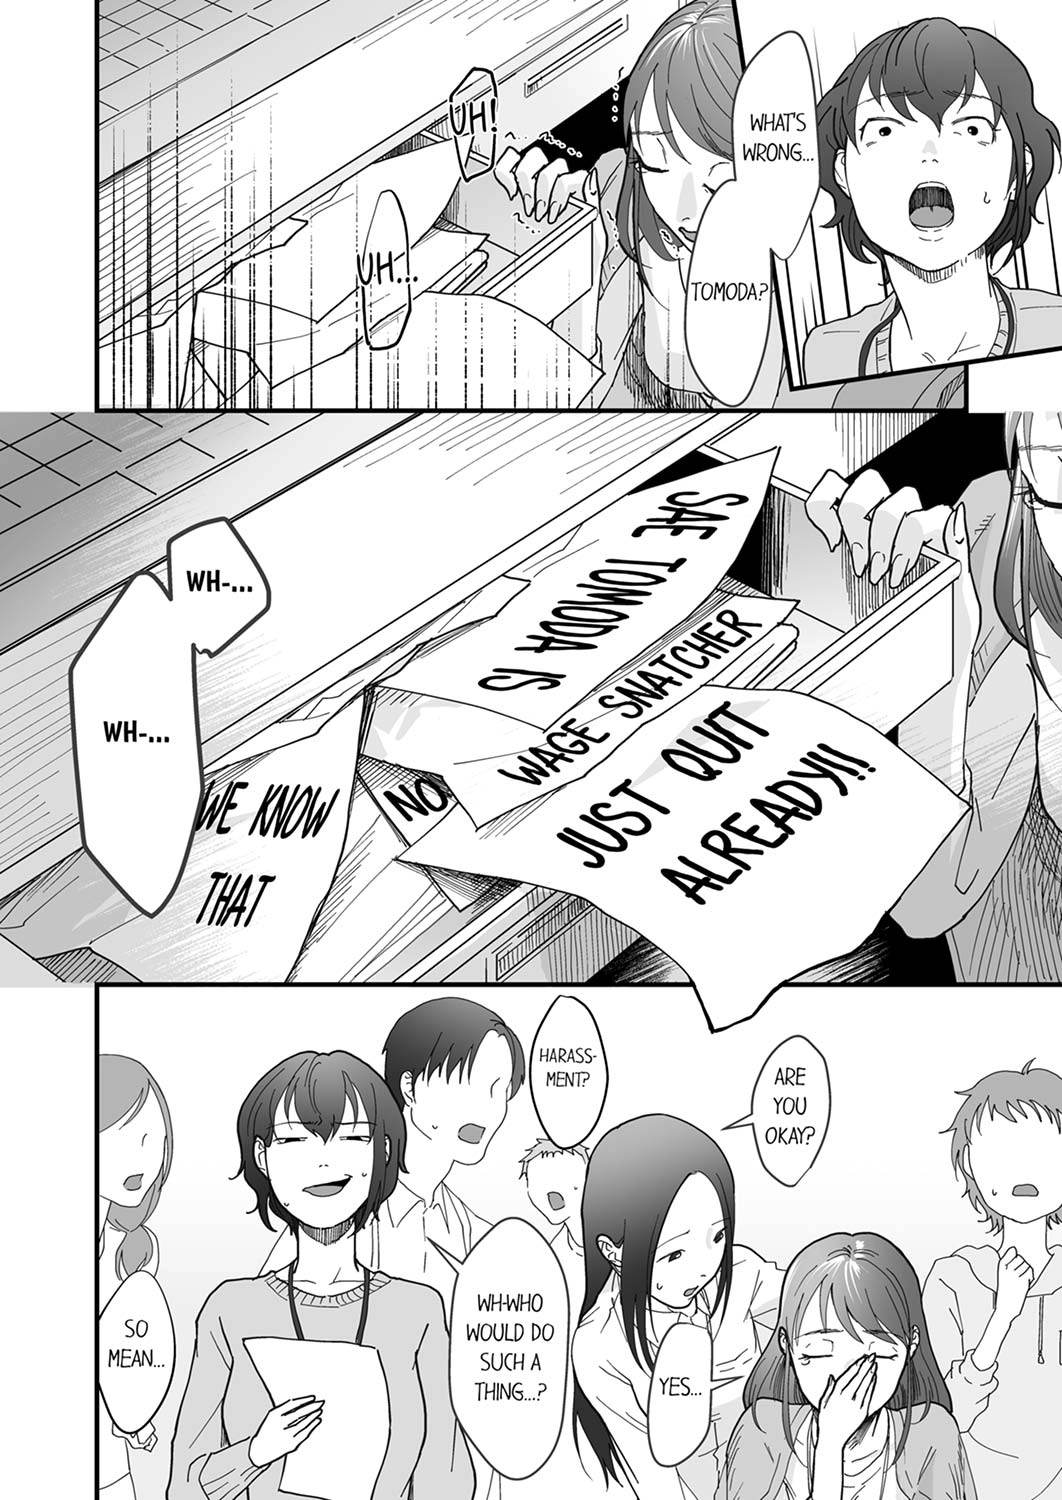 WHAT'S
WRONG...
TOMODA?
UH!
UH...
WH-...
WH-...
SAE TOMODA IS
WAGE SNATCHER
JUST QUIT
ALREADY!!
NO.
WE KNOW
THAT
ARE
YOU
OKAY?
HARASS-
MENT?
YES...
WH-WHO
WOULD DO
SUCH A
THING...?
SO
MEAN...